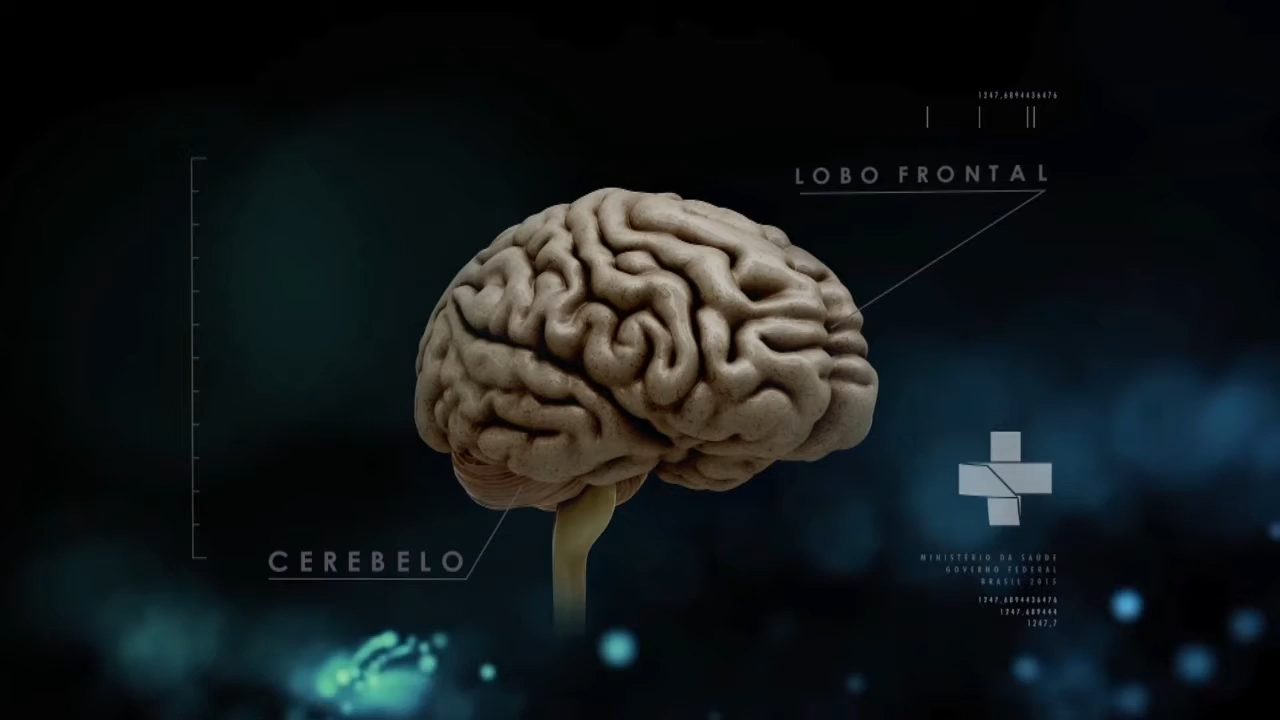 1247,6894436476
LOBO FRONTAL
CEREBELO
MINISTÉRIO DA SAÚDE
GOVERNO FEDERAL
BRASIL 2015
1247,6894436476
1247,689444
1247,7